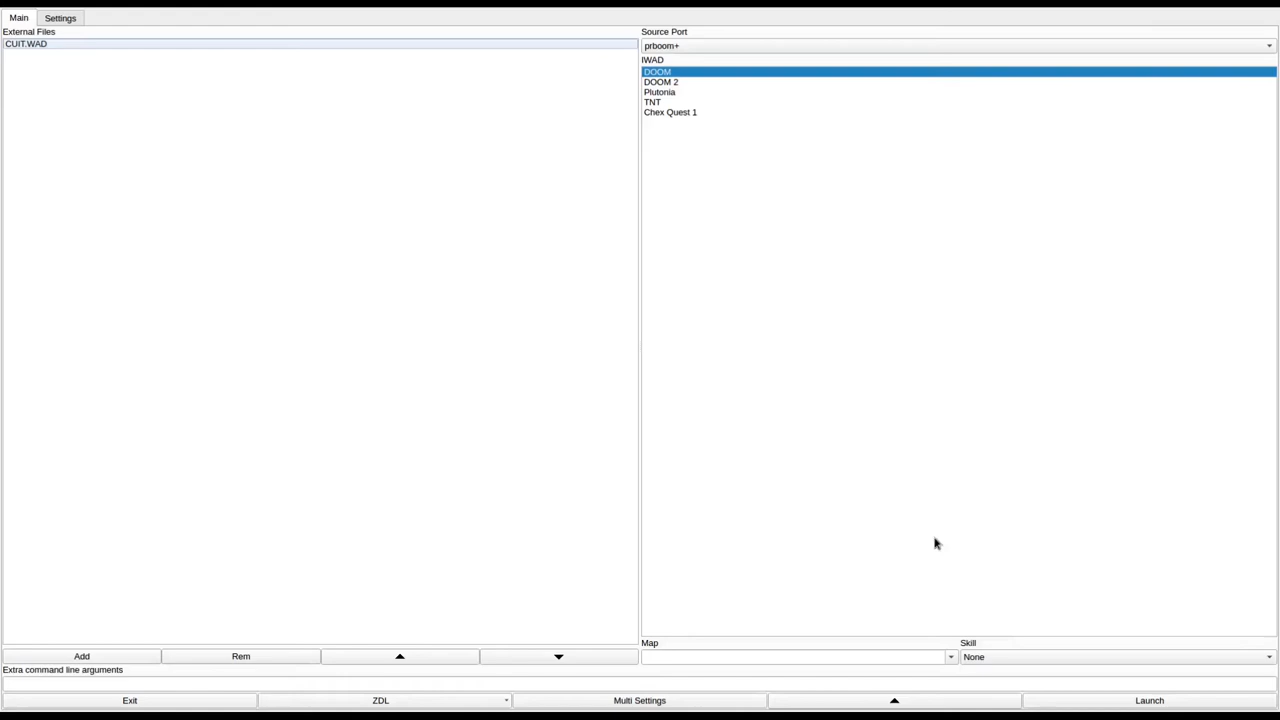 Main Settings
External Files
CUIT.WAD
Source Port
prboom+
IWAD
DOOM
DOOM 2
Plutonia
TNT
Chex Quest 1
Map Skill
None
Add Rem
Extra command line arguments
Exit ZDL Multi Settings Launch